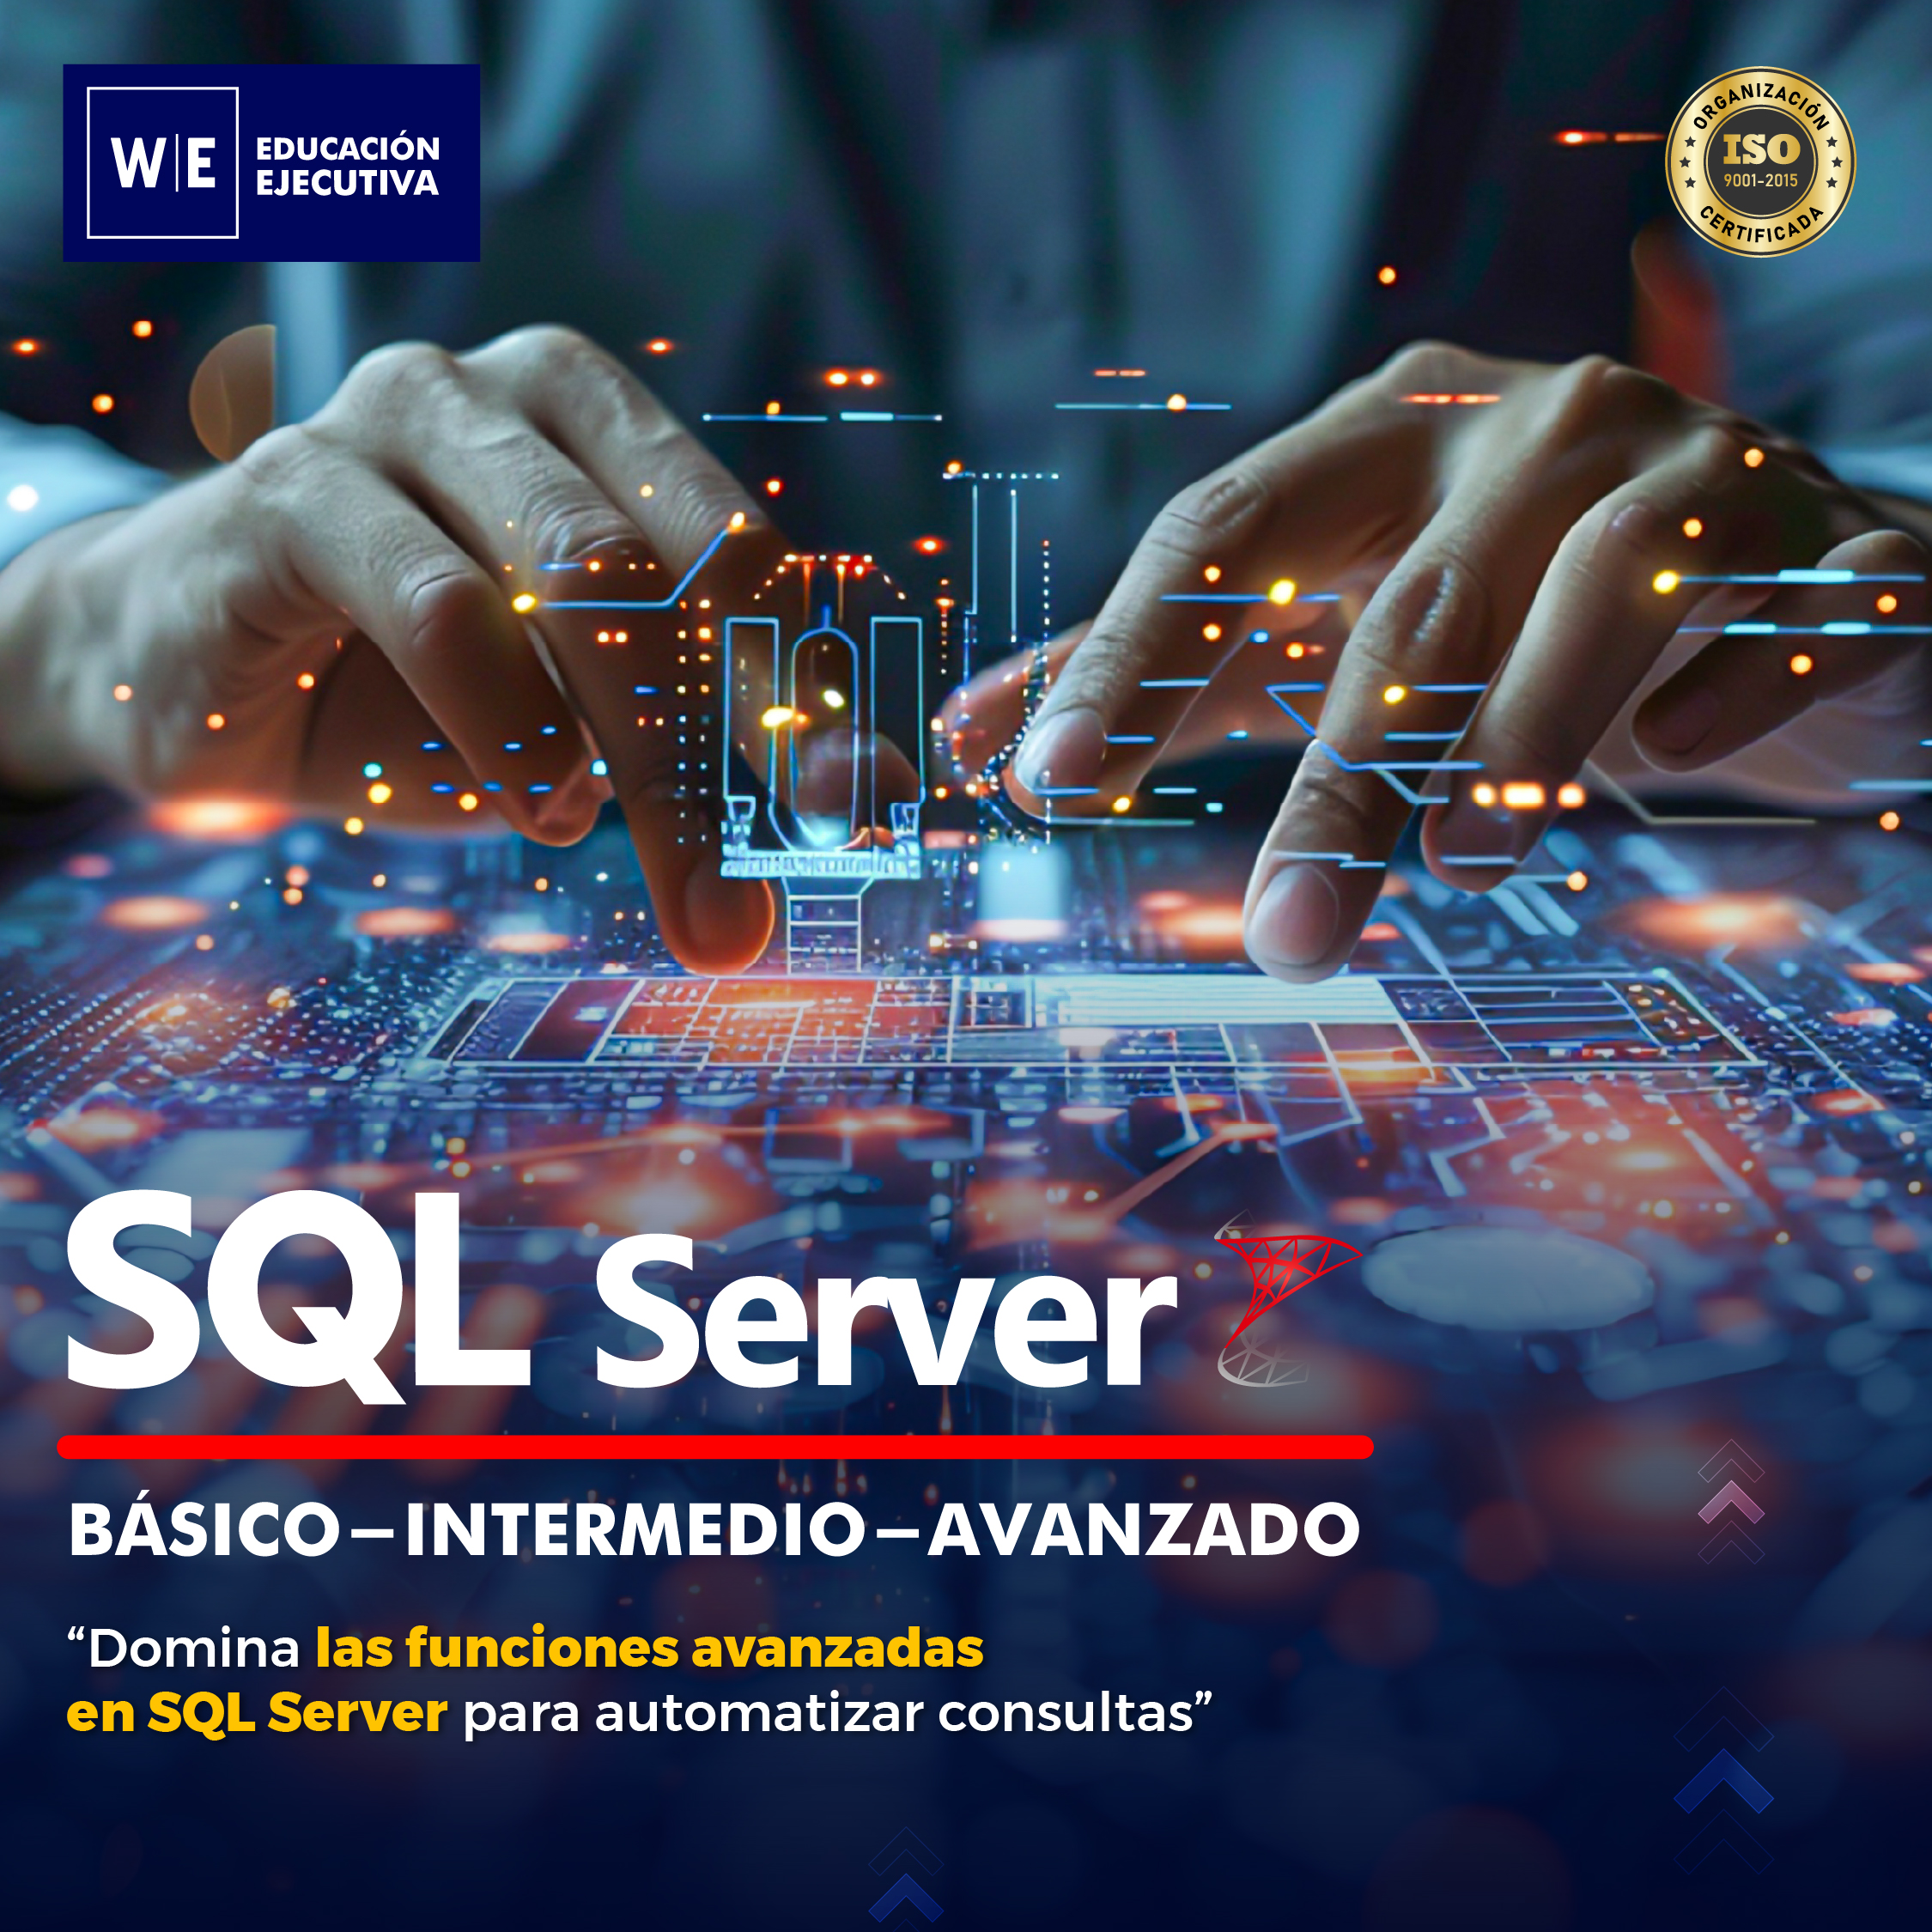 W|E
EDUCACIÓN
EJECUTIVA
ORGANIZACIÓN
ISO
9001-2015
CERTIFICADA
SQL Server
BÁSICO–INTERMEDIO–AVANZADO
“Domina las funciones avanzadas
en SQL Server para automatizar consultas”